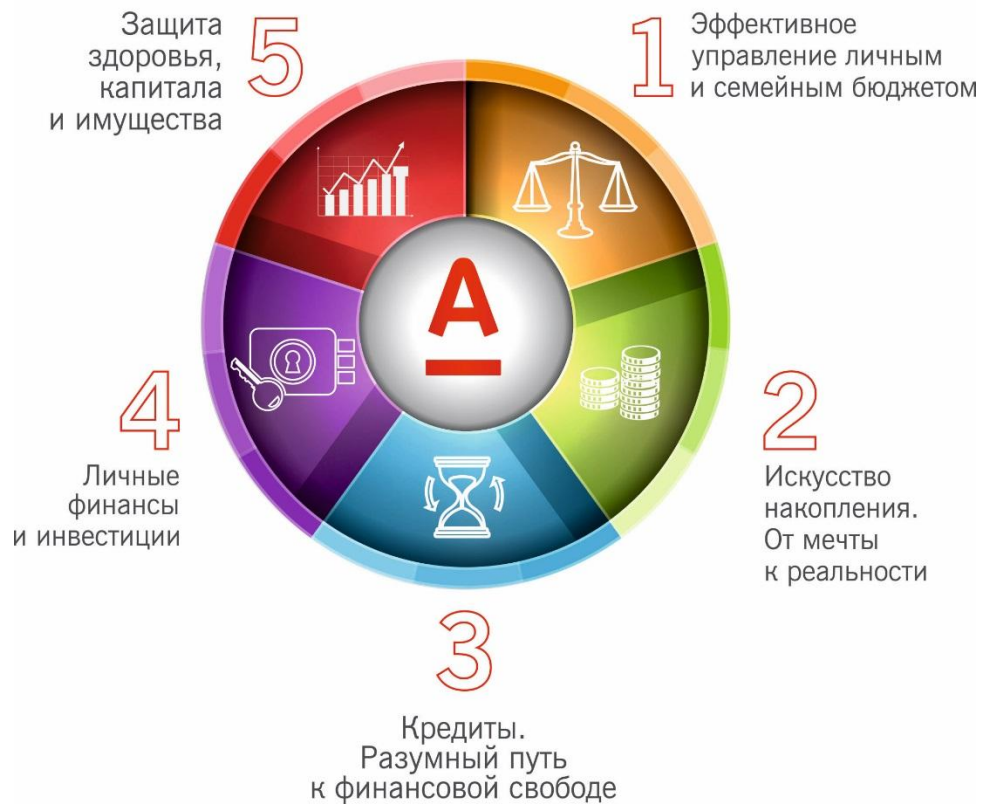 1
Эффективное
управление личным
и семейным бюджетом
2
Искусство
накопления.
От мечты
к реальности
3
Кредиты.
Разумный путь
к финансовой свободе
4
Личные
финансы
и инвестиции
5
Защита
здоровья,
капитала
и имущества
А